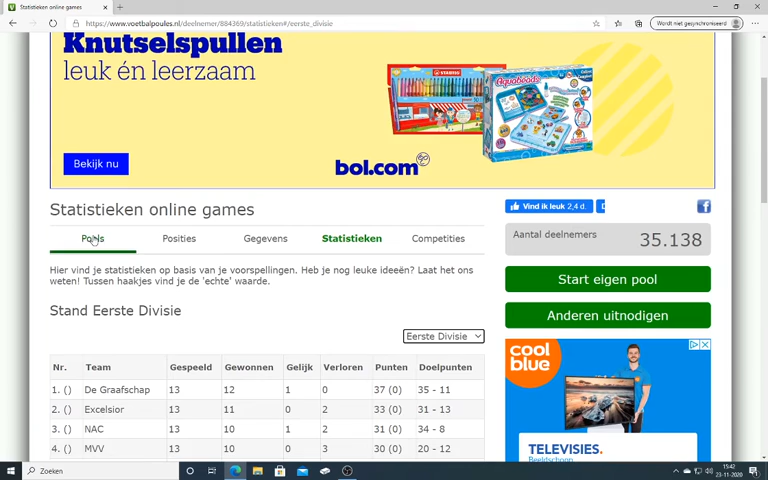 Statistieken online games
https://www.voetbalpoules.nl/deelnemer/884369/statistieken#/eerste_divisie
Wordt niet gesynchroniseerd
Knutselspullen
leuk én leerzaam
STABILO
Aquabeads
Bekijk nu
bol.com
Statistieken online games
Vind ik leuk 2,4 d.
Aantal deelnemers
35.138
Pools
Posities
Gegevens
Statistieken
Competities
Hier vind je statistieken op basis van je voorspellingen. Heb je nog leuke ideeën? Laat het ons
weten! Tussen haakjes vind je de 'echte' waarde.
Start eigen pool
Anderen uitnodigen
Stand Eerste Divisie
Eerste Divisie
Nr. Team Gespeeld Gewonnen Gelijk Verloren Punten Doelpunten
1. () De Graafschap 13 12 1 0 37 (0) 35 - 11
2. () Excelsior 13 11 0 2 33 (0) 31 - 13
3. () NAC 13 10 1 2 31 (0) 34 - 8
4. () MVV 13 10 0 3 30 (0) 20 - 12
cool
blue
TELEVISIES.
Zoeken
15:42
23-11-2020